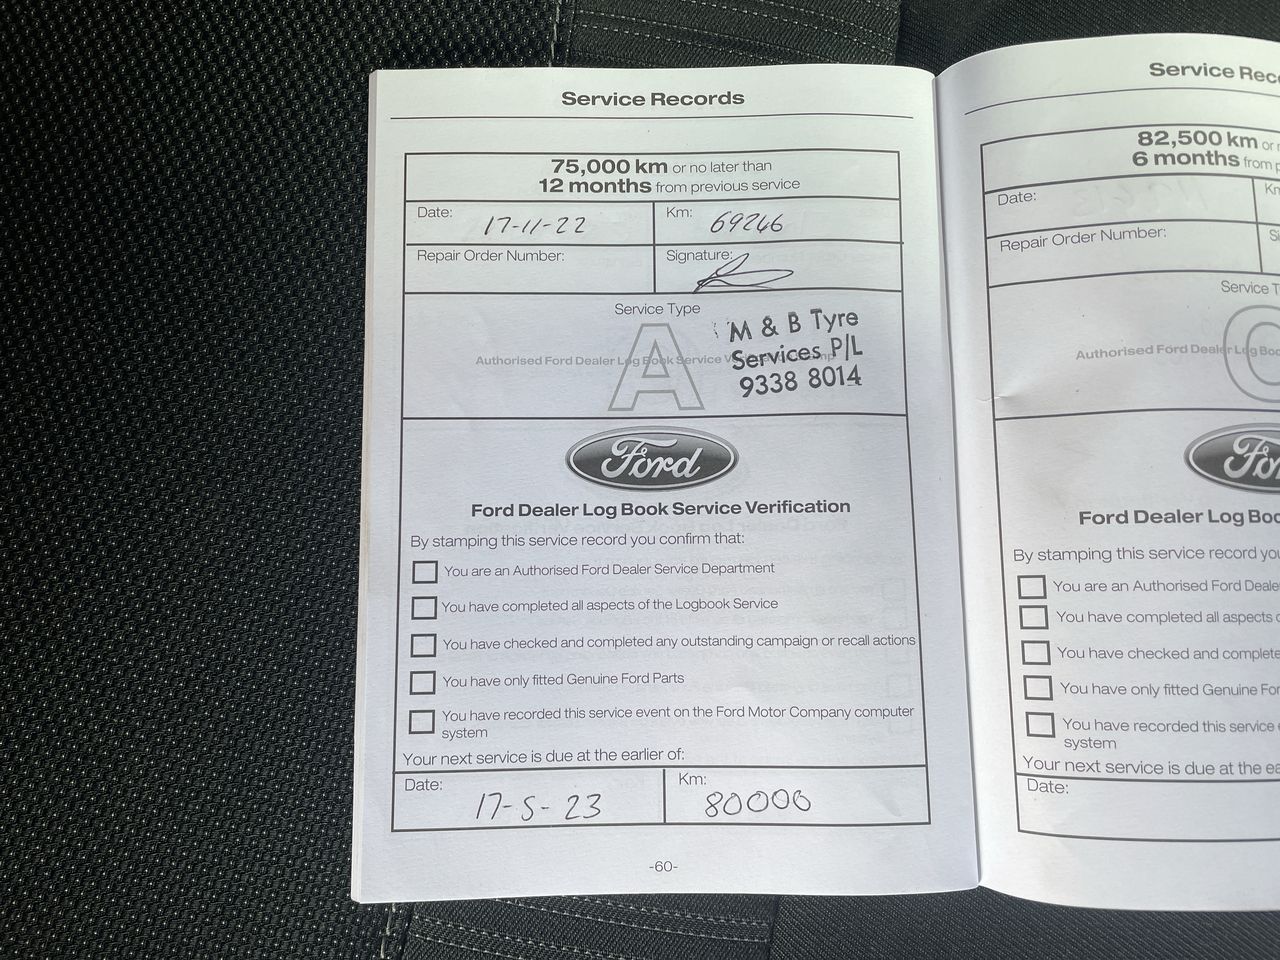 Service Records
75,000 km or no later than
12 months from previous service
Date: 17-11-22
Km: 69246
Repair Order Number:
Signature:
Service Type
A
Authorised Ford Dealer Log Book Service
M & B Tyre
Services P/L
9338 8014
Ford
Ford Dealer Log Book Service Verification
By stamping this service record you confirm that:
You are an Authorised Ford Dealer Service Department
You have completed all aspects of the Logbook Service
You have checked and completed any outstanding campaign or recall actions
You have only fitted Genuine Ford Parts
You have recorded this service event on the Ford Motor Company computer
system
Your next service is due at the earlier of:
Date: 17-5-23
Km: 80000
-60-
Service Rec
82,500 km or
6 months from
Date:
Km
Repair Order Number:
Service T
Authorised Ford Dealer Log Boo
Ford Dealer Log Boo
By stamping this service record you
You are an Authorised Ford Deale
You have completed all aspects
You have checked and complete
You have only fitted Genuine For
You have recorded this service
system
Your next service is due at the ea
Date: